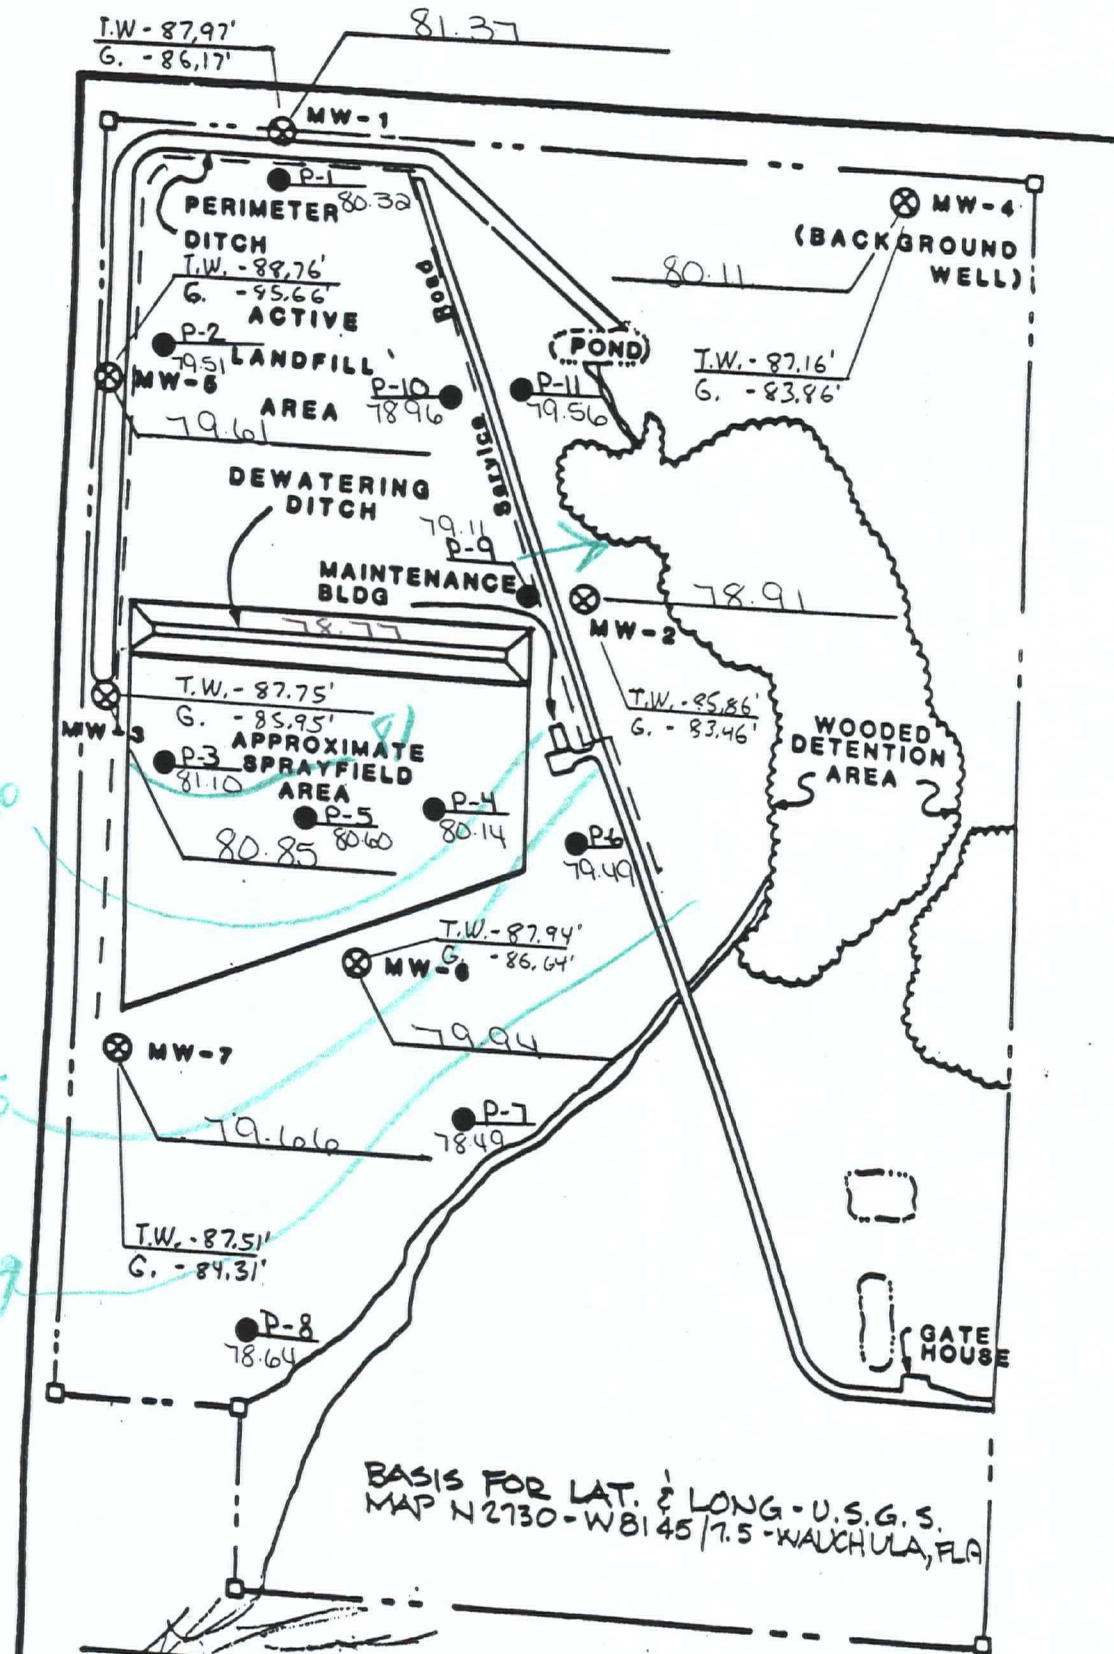 T.W - 87,97'
G. - 86,17'
81.37
MW-1
P-1
80.32
PERIMETER
DITCH
MW-4
(BACKGROUND
WELL)
80.11
T.W. - 87,16'
G. - 83,86'
T.W. - 88,76'
G. - 85.66'
ACTIVE
LANDFILL
AREA
P-2
79.51
MW-5
79.61
Road
Service
(POND)
P-10
78.96
P-11
79.56
DEWATERING
DITCH
79.11
P-9
MAINTENANCE
BLDG
78.77
78.91
MW-2
T.W. - 85,86'
G. - 83,46'
T.W. - 87.75'
G. - 85.95'
MW-3
81
P-3
81.10
APPROXIMATE
SPRAYFIELD
AREA
P-5
80.60
P-4
80.14
80.85
P-6
79.49
WOODED
DETENTION
AREA
T.W. - 87.94'
G. - 86,64'
MW-6
79.94
MW-7
79.66
P-7
78.49
T.W. - 87.51'
G. - 84,31'
P-8
78.64
GATE
HOUSE
BASIS FOR LAT. & LONG - U.S.G.S.
MAP N2730-W8145/7.5 - WAUCHULA, FLA